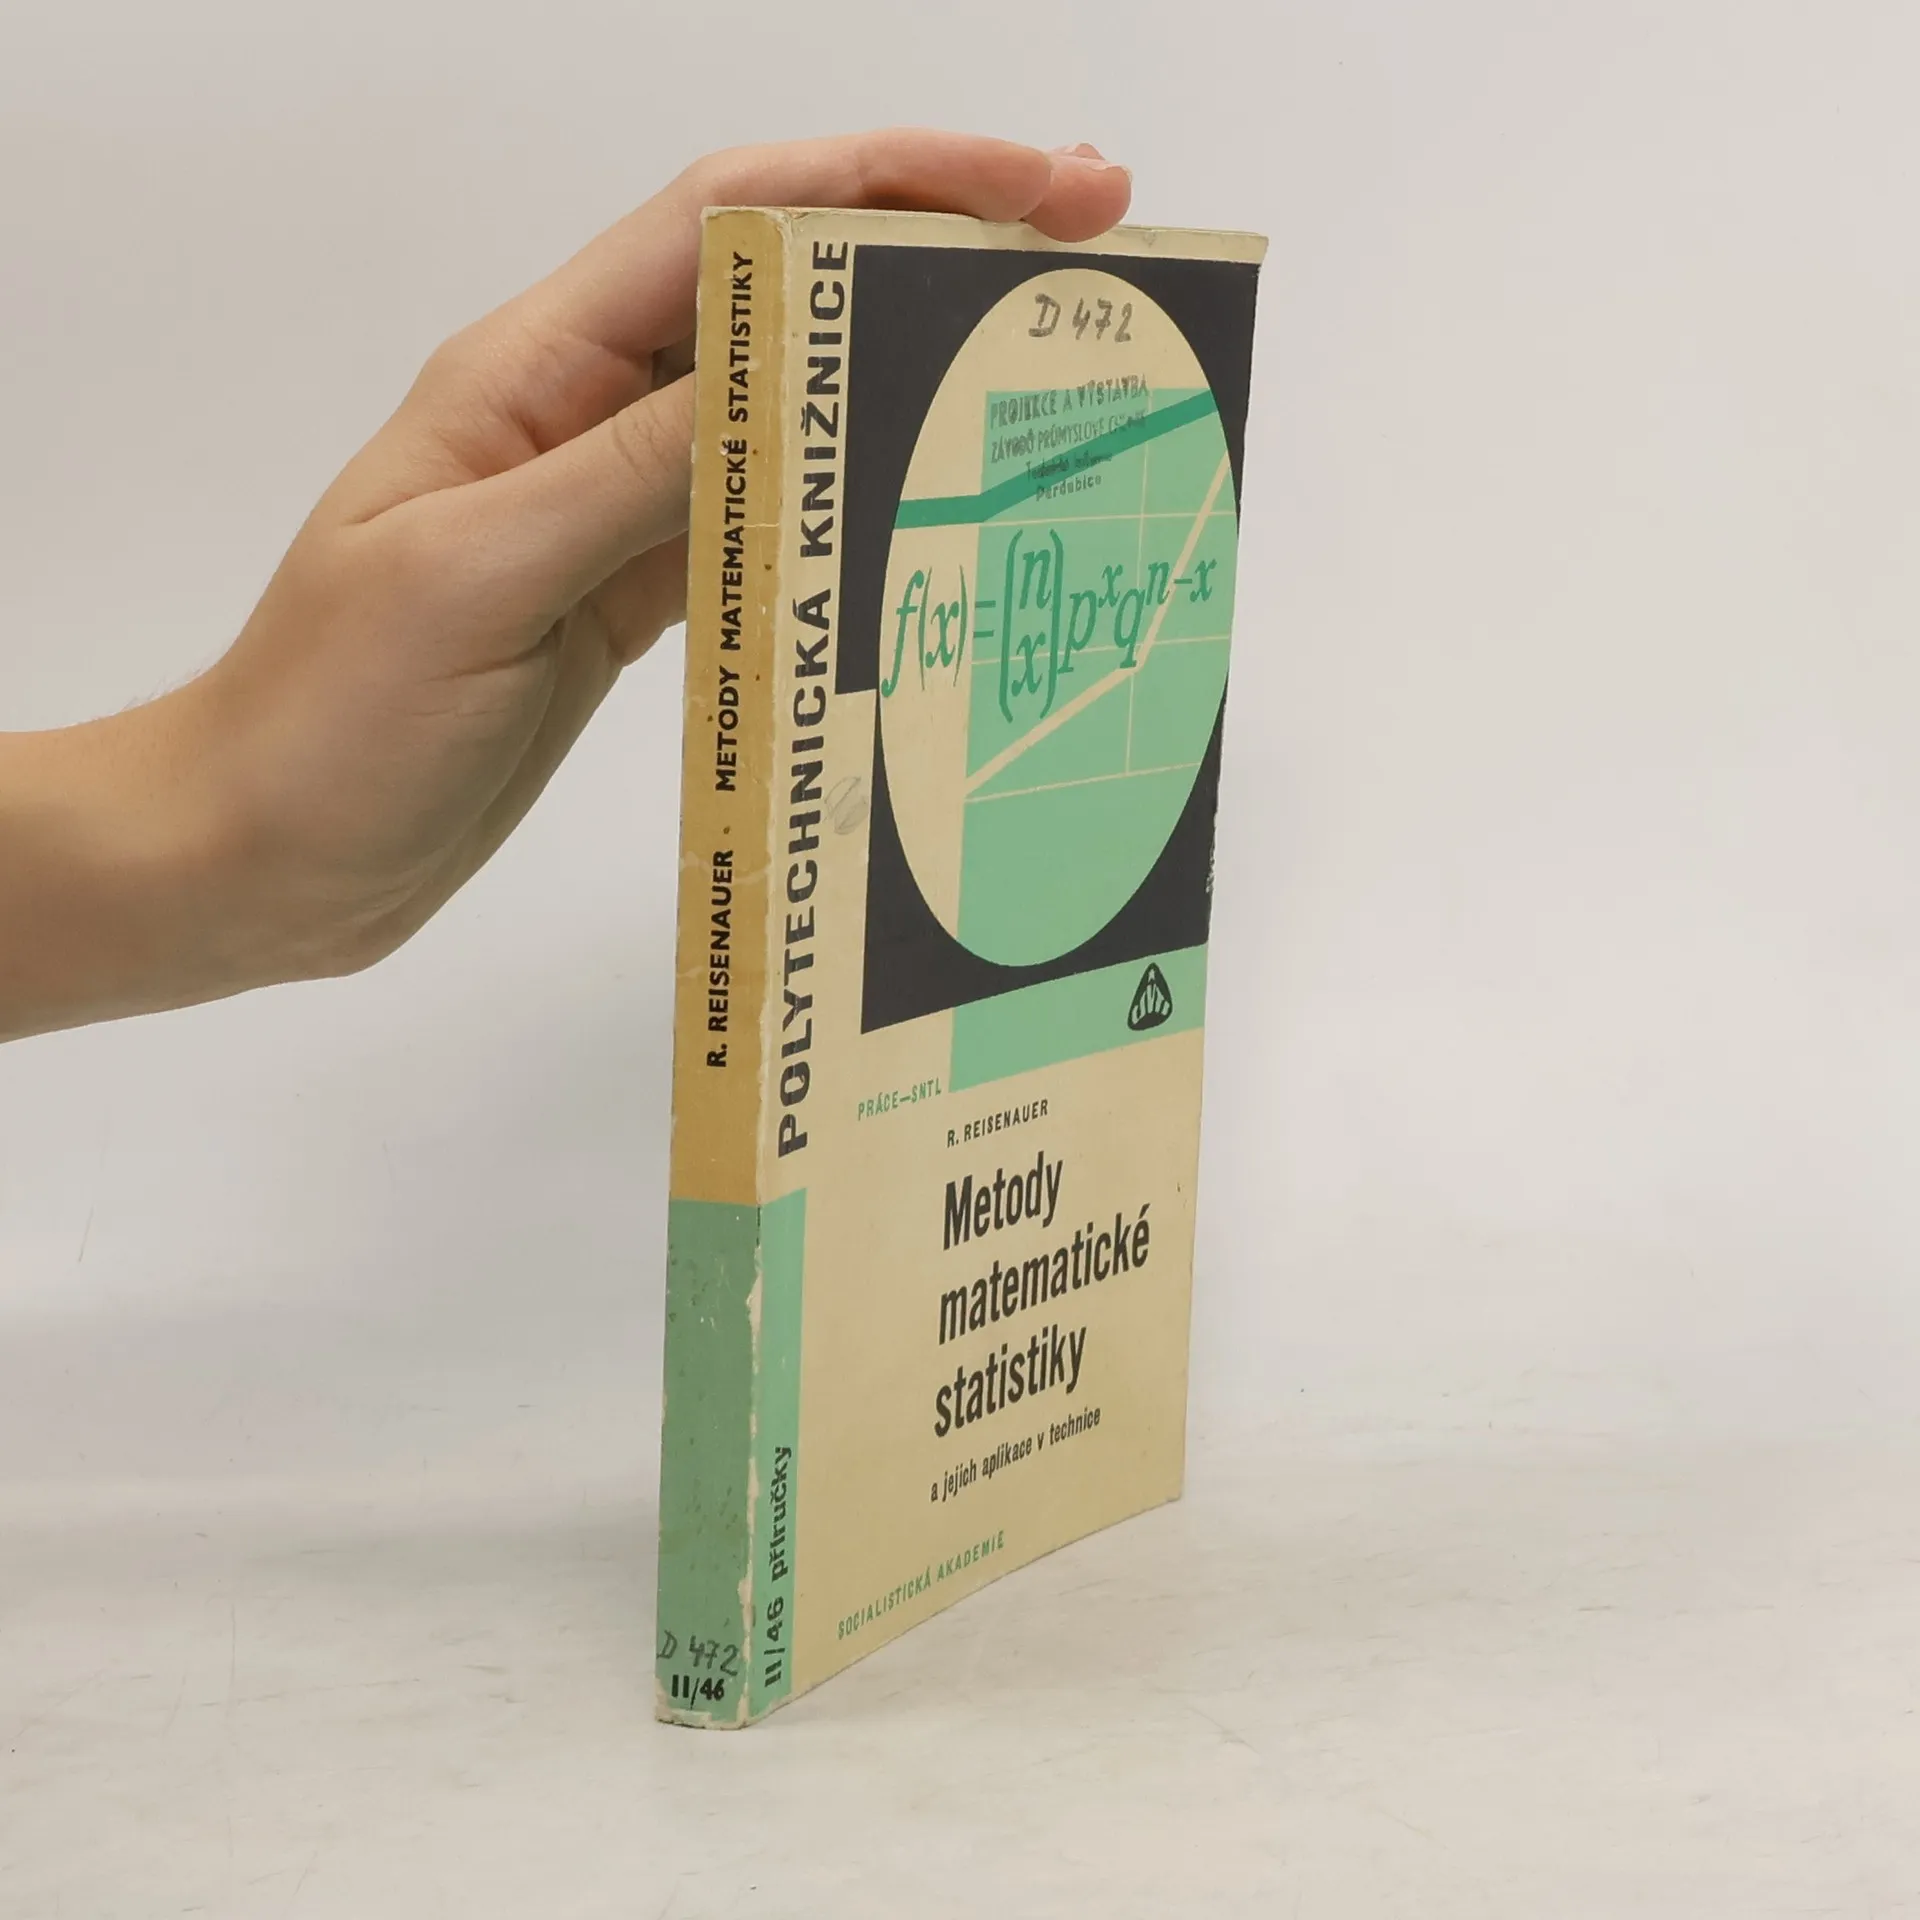 R. REISENAUER · METODY MATEMATICKÉ STATISTIKY
D 472
II/46
POLYTECHNICKÁ KNIŽNICE
II/46 příručky
D 472
PROJEKCE A VÝSTAVBA
ZÁVODŮ PRŮMYSLOVÉ
Pardubice
f(x)=(n x)p^x q^n-x
ČSVTS
PRÁCE—SNTL
R. REISENAUER
Metody
matematické
statistiky
a jejich aplikace v technice
SOCIALISTICKÁ AKADEMIE